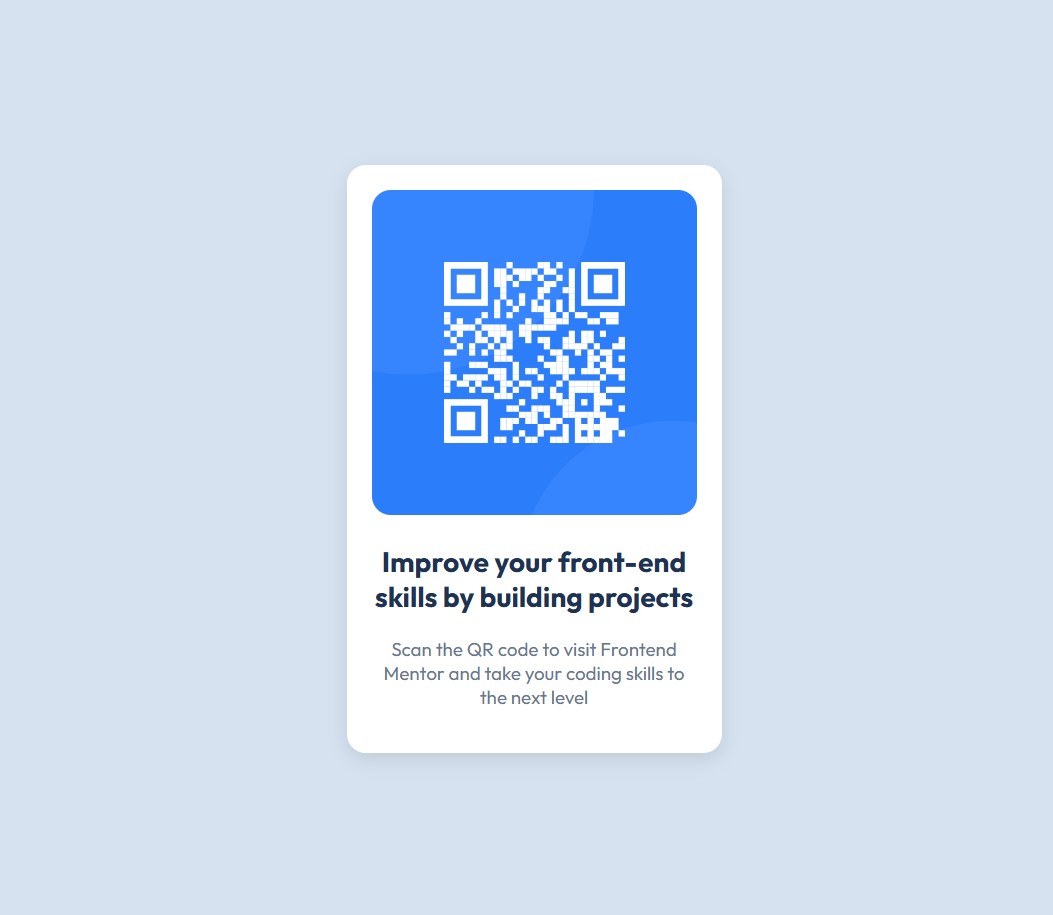 Improve your front-end
skills by building projects
Scan the QR code to visit Frontend
Mentor and take your coding skills to
the next level